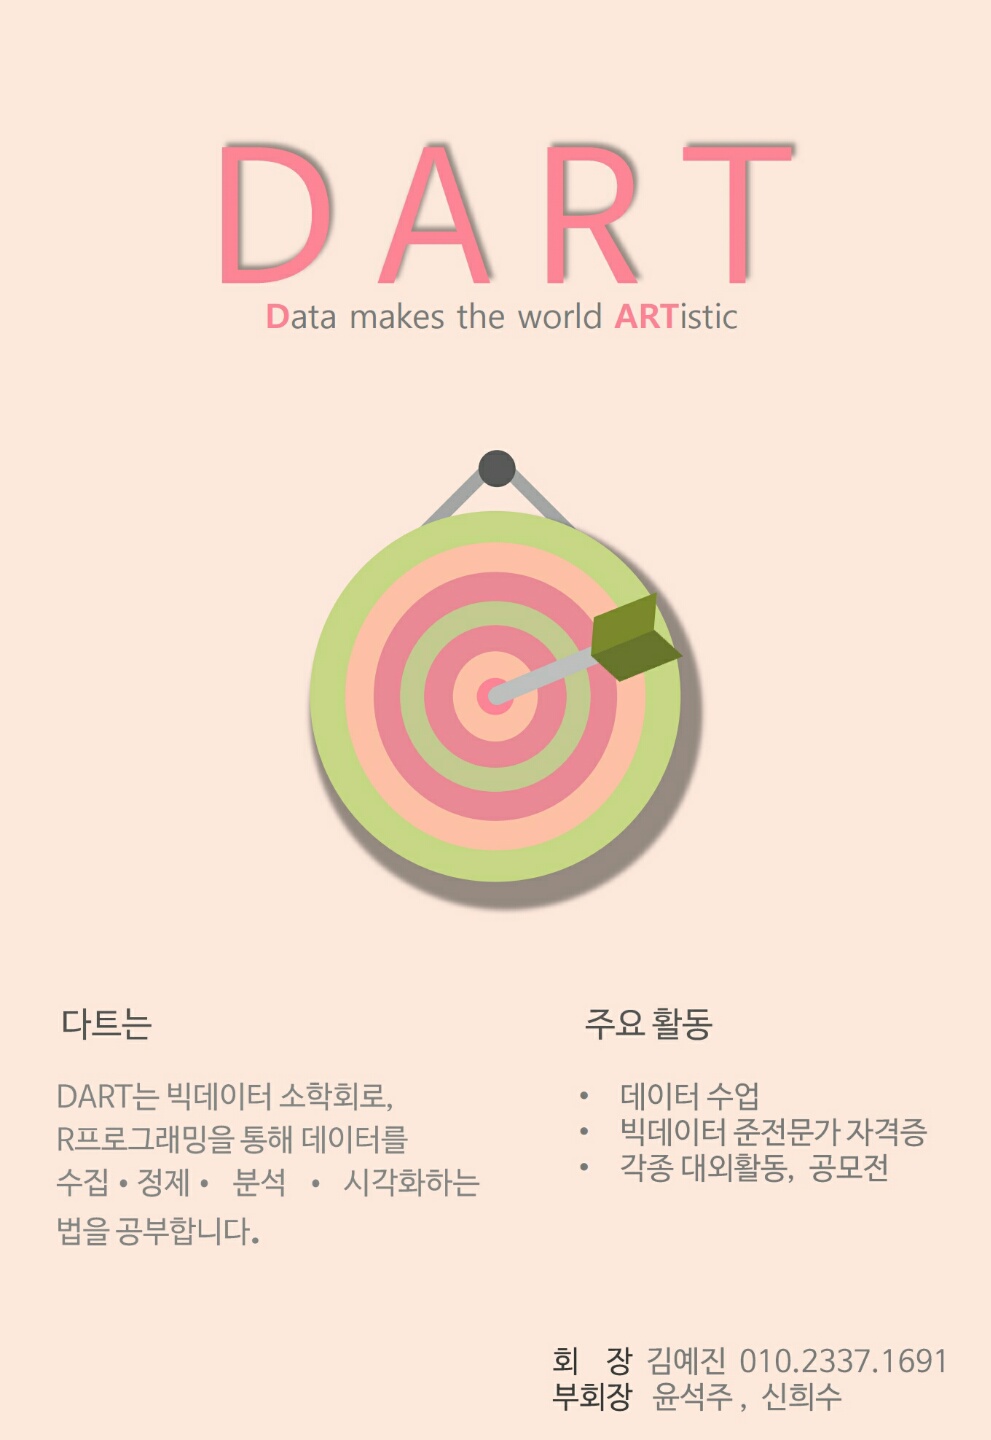 DART
Data makes the world ARTistic
다트는
DART는 빅데이터 소학회로,
R프로그래밍을 통해 데이터를
수집 • 정제 • 분석 • 시각화하는
법을 공부합니다.
주요 활동
• 데이터 수업
• 빅데이터 준전문가 자격증
• 각종 대외활동, 공모전
회 장 김예진 010.2337.1691
부회장 윤석주 , 신희수